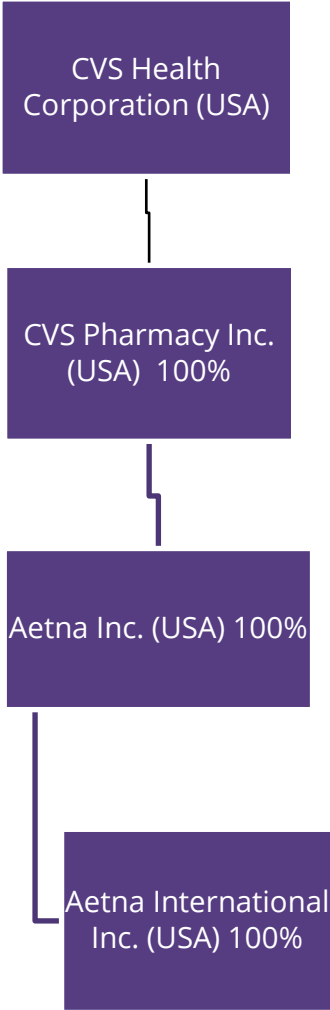 CVS Health
Corporation (USA)
CVS Pharmacy Inc.
(USA)  100%
Aetna Inc. (USA) 100%
Aetna International
Inc. (USA) 100%